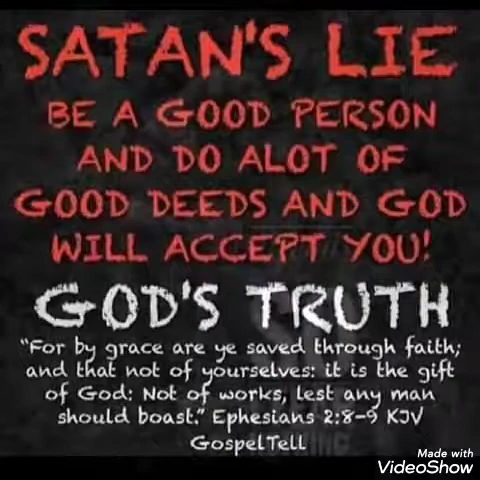 SATAN'S LIE
BE A GOOD PERSON
AND DO ALOT OF
GOOD DEEDS AND GOD
WILL ACCEPT YOU!
GOD'S TRUTH
"For by grace are ye saved through faith;
and that not of yourselves: it is the gift
of God: Not of works, lest any man
should boast." Ephesians 2:8-9 KJV
GospelTell
Made with
VideoShow